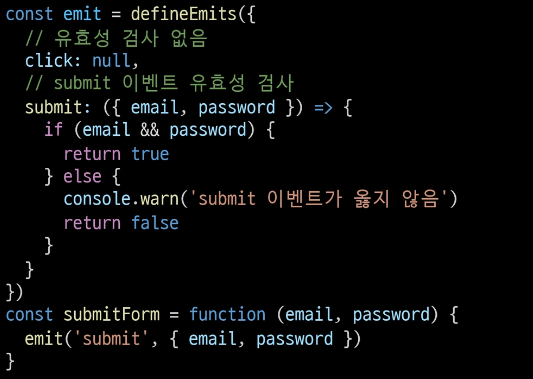 const emit = defineEmits({
  // 유효성 검사 없음
  click: null,
  // submit 이벤트 유효성 검사
  submit: ({ email, password }) => {
    if (email && password) {
      return true
    } else {
      console.warn('submit 이벤트가 옳지 않음')
      return false
    }
  }
})
const submitForm = function (email, password) {
  emit('submit', { email, password })
}